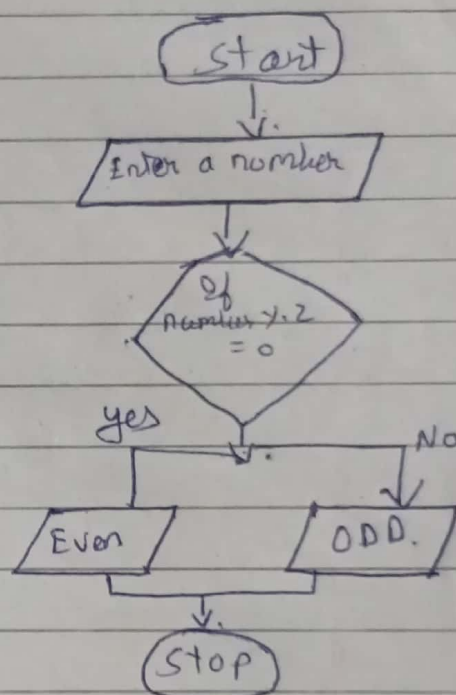 Start
Enter a number
If
number % 2
= 0
yes
No
Even
ODD.
Stop